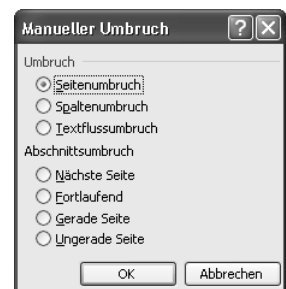 Manueller Umbruch
Umbruch
Seitenumbruch
Spaltenumbruch
Textflussumbruch
Abschnittsumbruch
Nächste Seite
Fortlaufend
Gerade Seite
Ungerade Seite
OK Abbrechen